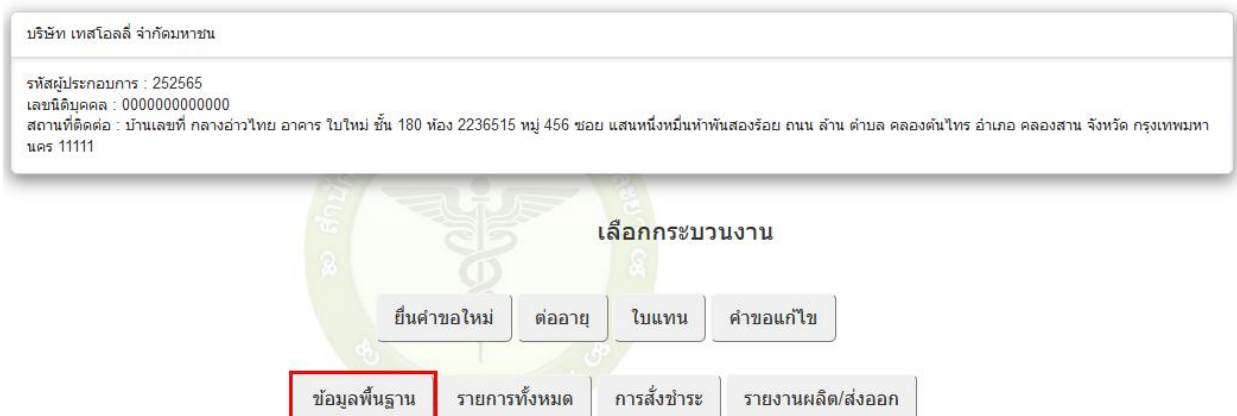 บริษัท เทสโอลลี่ จำกัดมหาชน
รหัสผู้ประกอบการ : 252565
เลขนิติบุคคล : 0000000000000
สถานที่ติดต่อ : บ้านเลขที่ กลางอ่าวไทย อาคาร ใบใหม่ ชั้น 180 ห้อง 2236515 หมู่ 456 ซอย แสนหนึ่งหมื่นห้าพันสองร้อย ถนน ล้าน ตำบล คลองต้นไทร อำเภอ คลองสาน จังหวัด กรุงเทพมหา
นคร 11111
เลือกกระบวนงาน
ยื่นคำขอใหม่ ต่ออายุ ใบแทน คำขอแก้ไข
ข้อมูลพื้นฐาน รายการทั้งหมด การสั่งชำระ รายงานผลิต/ส่งออก